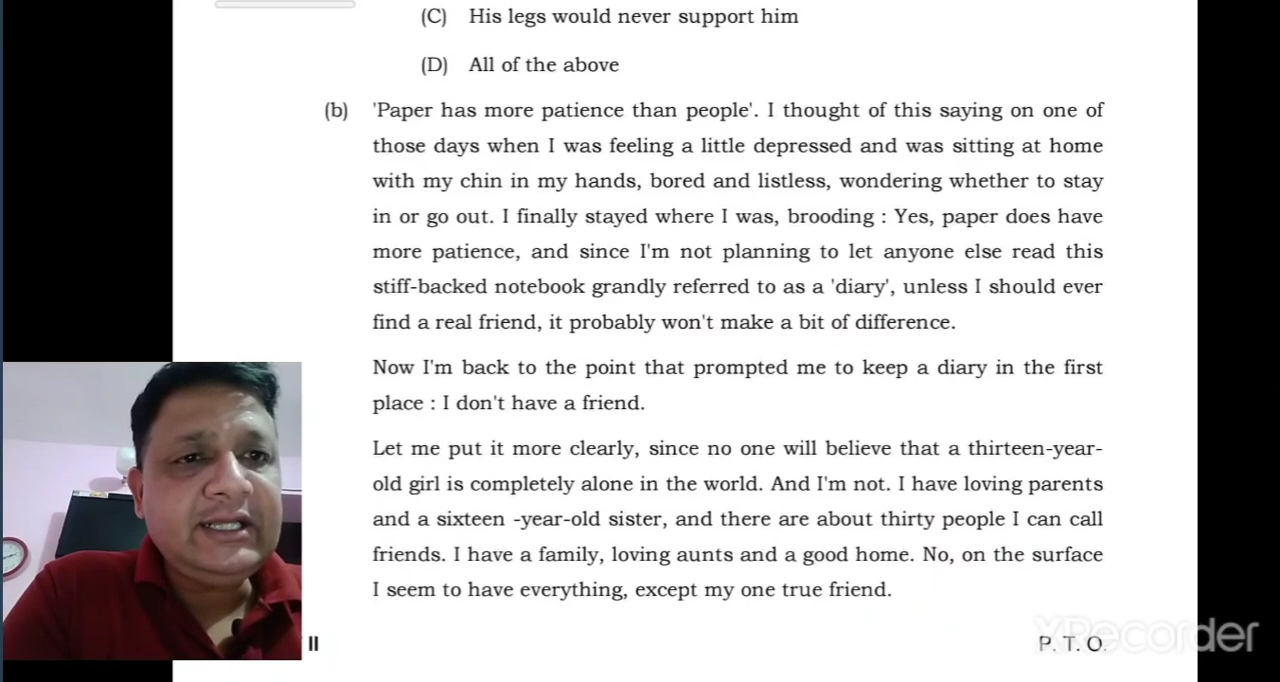 (C) His legs would never support him
(D) All of the above
(b) 'Paper has more patience than people'. I thought of this saying on one of
those days when I was feeling a little depressed and was sitting at home
with my chin in my hands, bored and listless, wondering whether to stay
in or go out. I finally stayed where I was, brooding : Yes, paper does have
more patience, and since I'm not planning to let anyone else read this
stiff-backed notebook grandly referred to as a 'diary', unless I should ever
find a real friend, it probably won't make a bit of difference.
Now I'm back to the point that prompted me to keep a diary in the first
place : I don't have a friend.
Let me put it more clearly, since no one will believe that a thirteen-year-
old girl is completely alone in the world. And I'm not. I have loving parents
and a sixteen -year-old sister, and there are about thirty people I can call
friends. I have a family, loving aunts and a good home. No, on the surface
I seem to have everything, except my one true friend.
II
P. T. O.
XRecorder